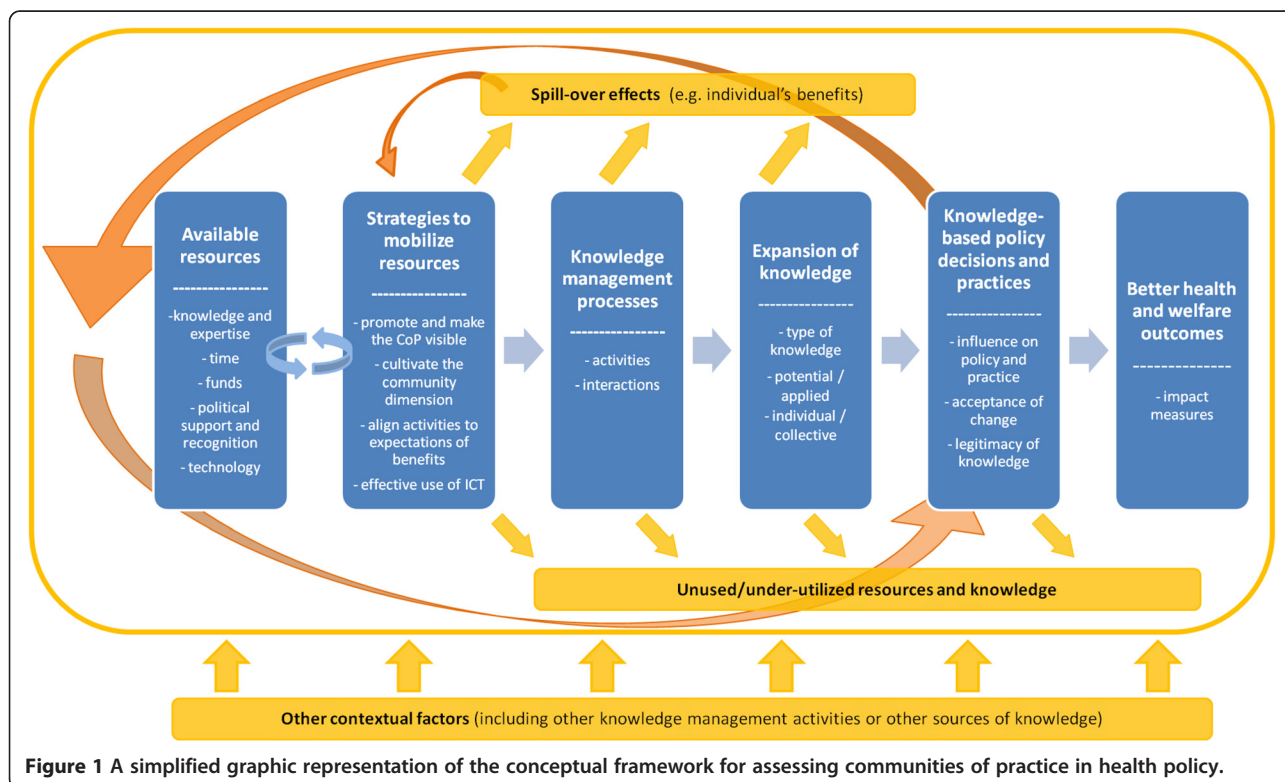 Spill-over effects (e.g. individual's benefits)
Available
resources
----------------
-knowledge and
expertise
- time
- funds
- political
support and
recognition
- technology
Strategies to
mobilize
resources
----------------
- promote and make
the CoP visible
- cultivate the
community
dimension
- align activities to
expectations of
benefits
- effective use of ICT
Knowledge
management
processes
----------------
- activities
- interactions
Expansion of
knowledge
----------------
- type of
knowledge
- potential /
applied
- individual /
collective
Knowledge-
based policy
decisions and
practices
----------------
- influence on
policy and
practice
- acceptance of
change
- legitimacy of
knowledge
Better health
and welfare
outcomes
----------------
- impact
measures
Unused/under-utilized resources and knowledge
Other contextual factors (including other knowledge management activities or other sources of knowledge)
Figure 1 A simplified graphic representation of the conceptual framework for assessing communities of practice in health policy.